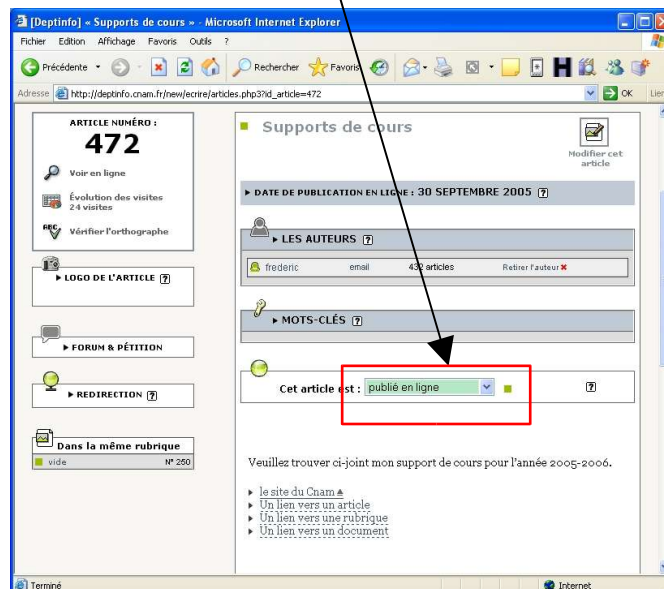 [Deptinfo] « Supports de cours » - Microsoft Internet Explorer
Fichier Edition Affichage Favoris Outils ?
Précédente Rechercher Favoris
Adresse http://deptinfo.cnam.fr/new/ecrire/articles.php3?id_article=472 OK Lien
ARTICLE NUMÉRO :
472
Voir en ligne
Évolution des visites
24 visites
Vérifier l'orthographe
LOGO DE L'ARTICLE ?
FORUM & PÉTITION
REDIRECTION ?
Dans la même rubrique
vide N° 250
Supports de cours
Modifier cet
article
DATE DE PUBLICATION EN LIGNE : 30 SEPTEMBRE 2005 ?
LES AUTEURS ?
frederic email 432 articles Retirer l'auteur
MOTS-CLÉS ?
Cet article est : publié en ligne ?
Veuillez trouver ci-joint mon support de cours pour l'année 2005-2006.
le site du Cnam
Un lien vers un article
Un lien vers une rubrique
Un lien vers un document
Terminé Internet